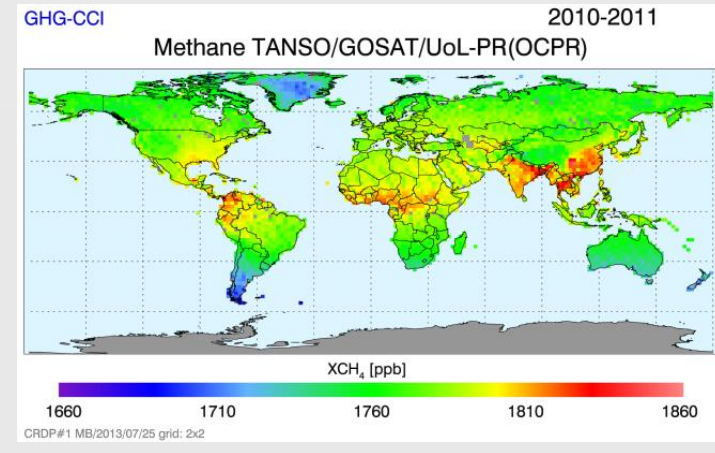 GHG-CCI 2010-2011
Methane TANSO/GOSAT/UoL-PR(OCPR)
XCH₄ [ppb]
1660 1710 1760 1810 1860
CRDP#1 MB/2013/07/25 grid: 2x2